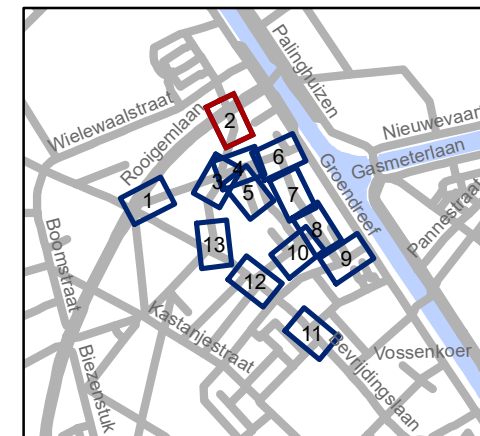 Palinghuizen
Wielewaalstraat
Rooigemlaan
Nieuwevaart
Gasmeterlaan
Groendreef
Pannestraat
Boomstraat
Kastanjestraat
Biezenstuk
Bevrijdingslaan
Vossenkoer
1
2
3
4
5
6
7
8
9
10
11
12
13